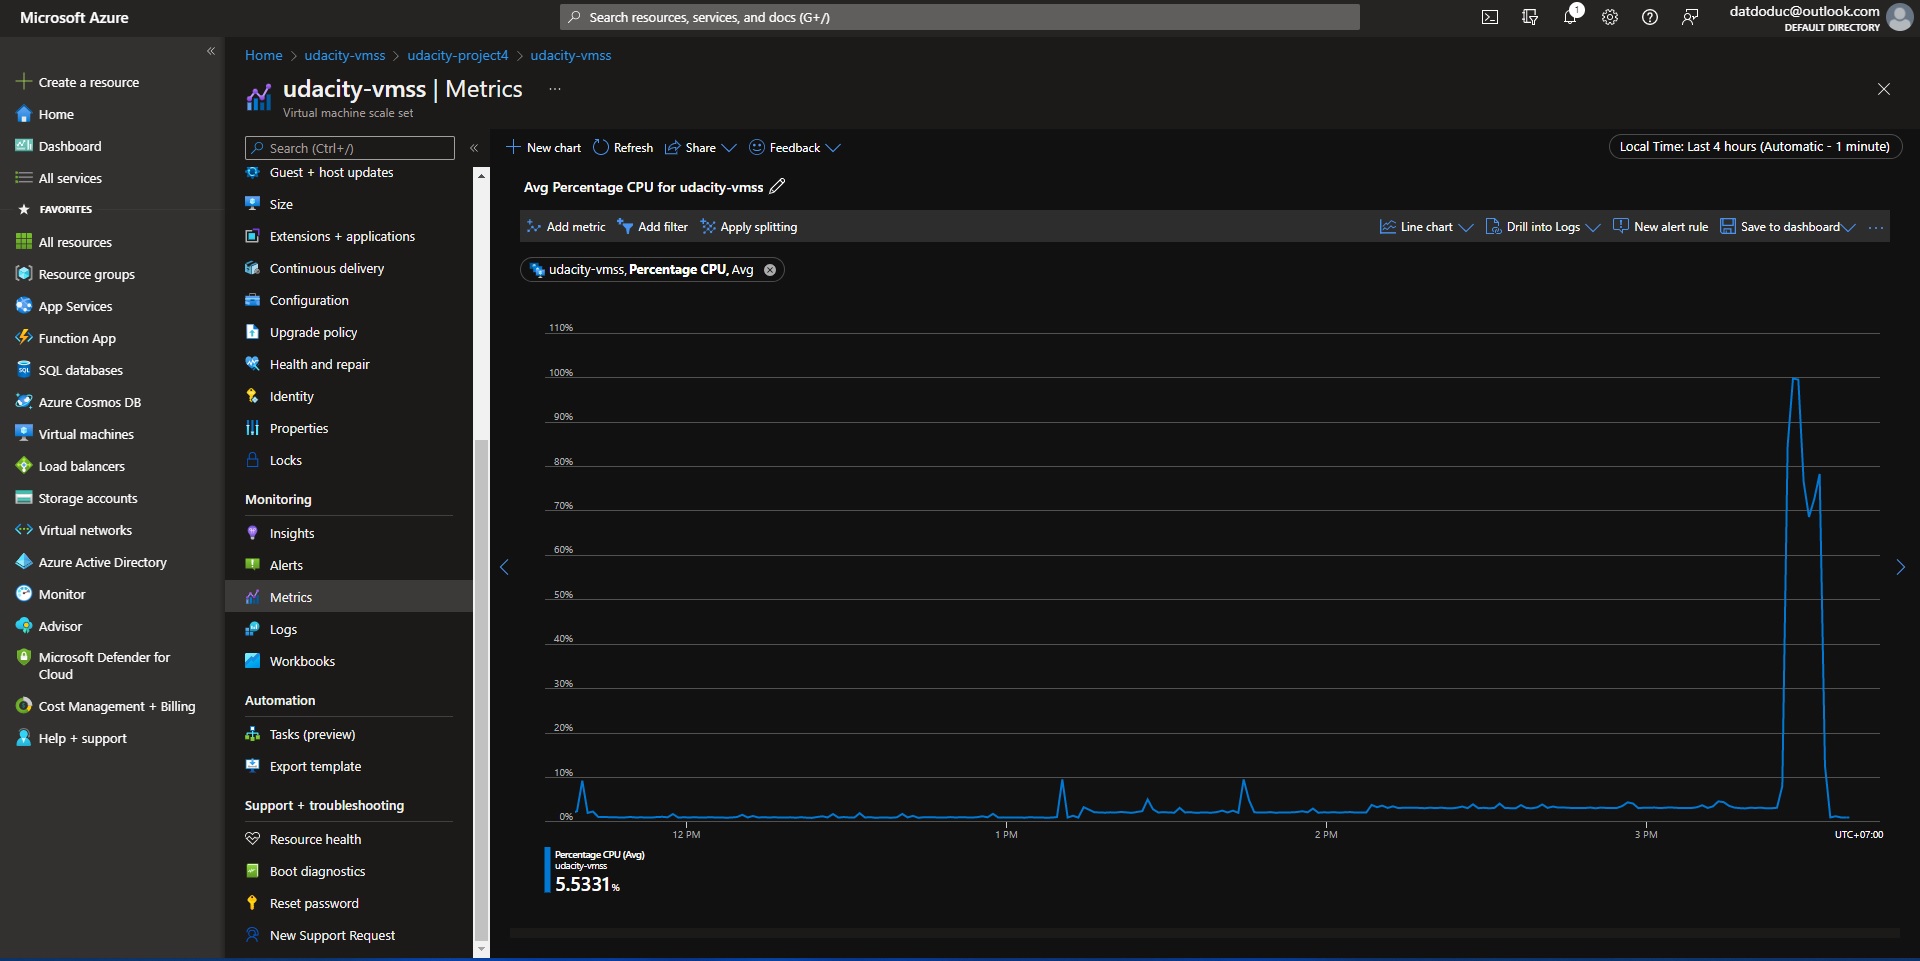 Microsoft Azure
Search resources, services, and docs (G+/)
1
datdoduc@outlook.com
DEFAULT DIRECTORY
Create a resource
Home
Dashboard
All services
FAVORITES
All resources
Resource groups
App Services
Function App
SQL databases
Azure Cosmos DB
Virtual machines
Load balancers
Storage accounts
Virtual networks
Azure Active Directory
Monitor
Advisor
Microsoft Defender for
Cloud
Cost Management + Billing
Help + support
Home > udacity-vmss > udacity-project4 > udacity-vmss
udacity-vmss | Metrics ...
Virtual machine scale set
Search (Ctrl+/)
Guest + host updates
Size
Extensions + applications
Continuous delivery
Configuration
Upgrade policy
Health and repair
Identity
Properties
Locks
Monitoring
Insights
Alerts
Metrics
Logs
Workbooks
Automation
Tasks (preview)
Export template
Support + troubleshooting
Resource health
Boot diagnostics
Reset password
New Support Request
New chart Refresh Share Feedback
Local Time: Last 4 hours (Automatic - 1 minute)
Avg Percentage CPU for udacity-vmss
Add metric Add filter Apply splitting
Line chart Drill into Logs New alert rule Save to dashboard ...
udacity-vmss, Percentage CPU, Avg
110%
100%
90%
80%
70%
60%
50%
40%
30%
20%
10%
0%
12 PM 1 PM 2 PM 3 PM UTC+07:00
Percentage CPU (Avg)
udacity-vmss
5.5331 %